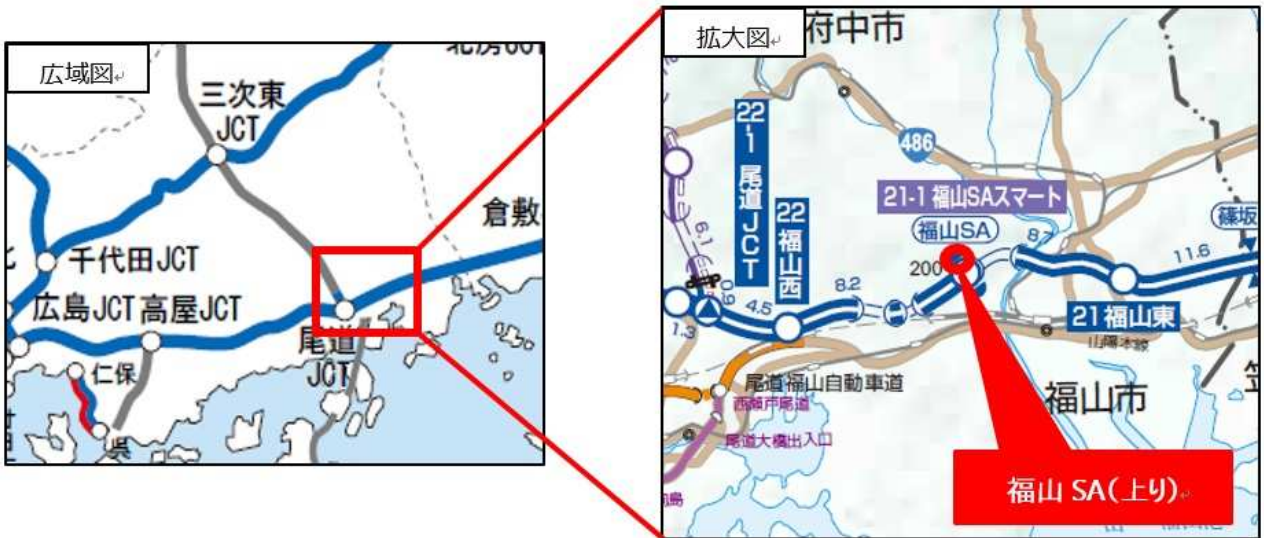 広域図
三次東
JCT
倉敷
千代田JCT
広島JCT
高屋JCT
尾道
JCT
仁保
呉
拡大図
府中市
486
22-1 尾道JCT
22 福山西
21-1 福山SAスマート
福山SA
篠坂
200
8.7
11.6
6.1
0.9
4.5
8.2
1.3
21 福山東
山陽本線
尾道福山自動車道
西瀬戸尾道
尾道大橋出入口
福山市
福山 SA(上り)